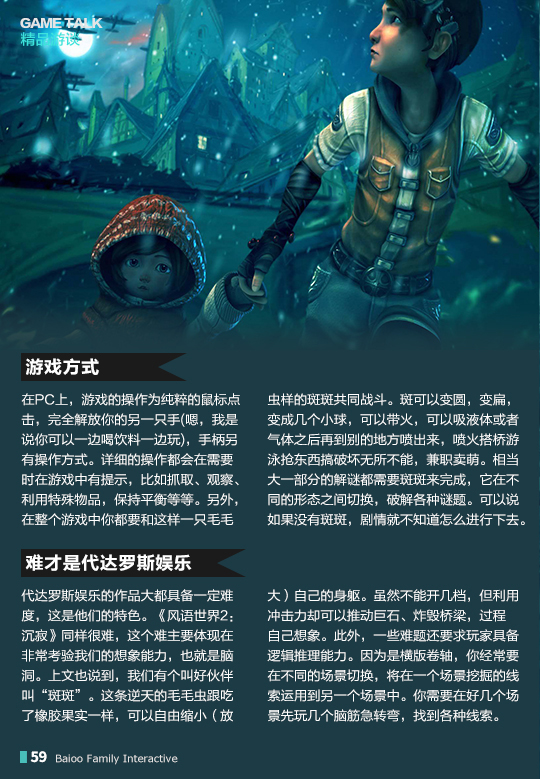 GAME TALK
精品游谈
游戏方式
在PC上，游戏的操作为纯粹的鼠标点
击，完全解放你的另一只手(嗯，我是
说你可以一边喝饮料一边玩)，手柄另
有操作方式。详细的操作都会在需要
时在游戏中有提示，比如抓取、观察、
利用特殊物品，保持平衡等等。另外，
在整个游戏中你都要和这样一只毛毛
虫样的斑斑共同战斗。斑可以变圆，变扁，
变成几个小球，可以带火，可以吸液体或者
气体之后再到别的地方喷出来，喷火搭桥游
泳抢东西搞破坏无所不能，兼职卖萌。相当
大一部分的解谜都需要斑斑来完成，它在不
同的形态之间切换，破解各种谜题。可以说
如果没有斑斑，剧情就不知道怎么进行下去。
难才是代达罗斯娱乐
代达罗斯娱乐的作品大都具备一定难
度，这是他们的特色。《风语世界2：
沉寂》同样很难，这个难主要体现在
非常考验我们的想象能力，也就是脑
洞。上文也说到，我们有个叫好伙伴
叫“斑斑”。这条逆天的毛毛虫跟吃
了橡胶果实一样，可以自由缩小（放
大）自己的身躯。虽然不能开几档，但利用
冲击力却可以推动巨石、炸毁桥梁，过程
自己想象。此外，一些难题还要求玩家具备
逻辑推理能力。因为是横版卷轴，你经常要
在不同的场景切换，将在一个场景挖掘的线
索运用到另一个场景中。你需要在好几个场
景先玩几个脑筋急转弯，找到各种线索。
59 Baioo Family Interactive